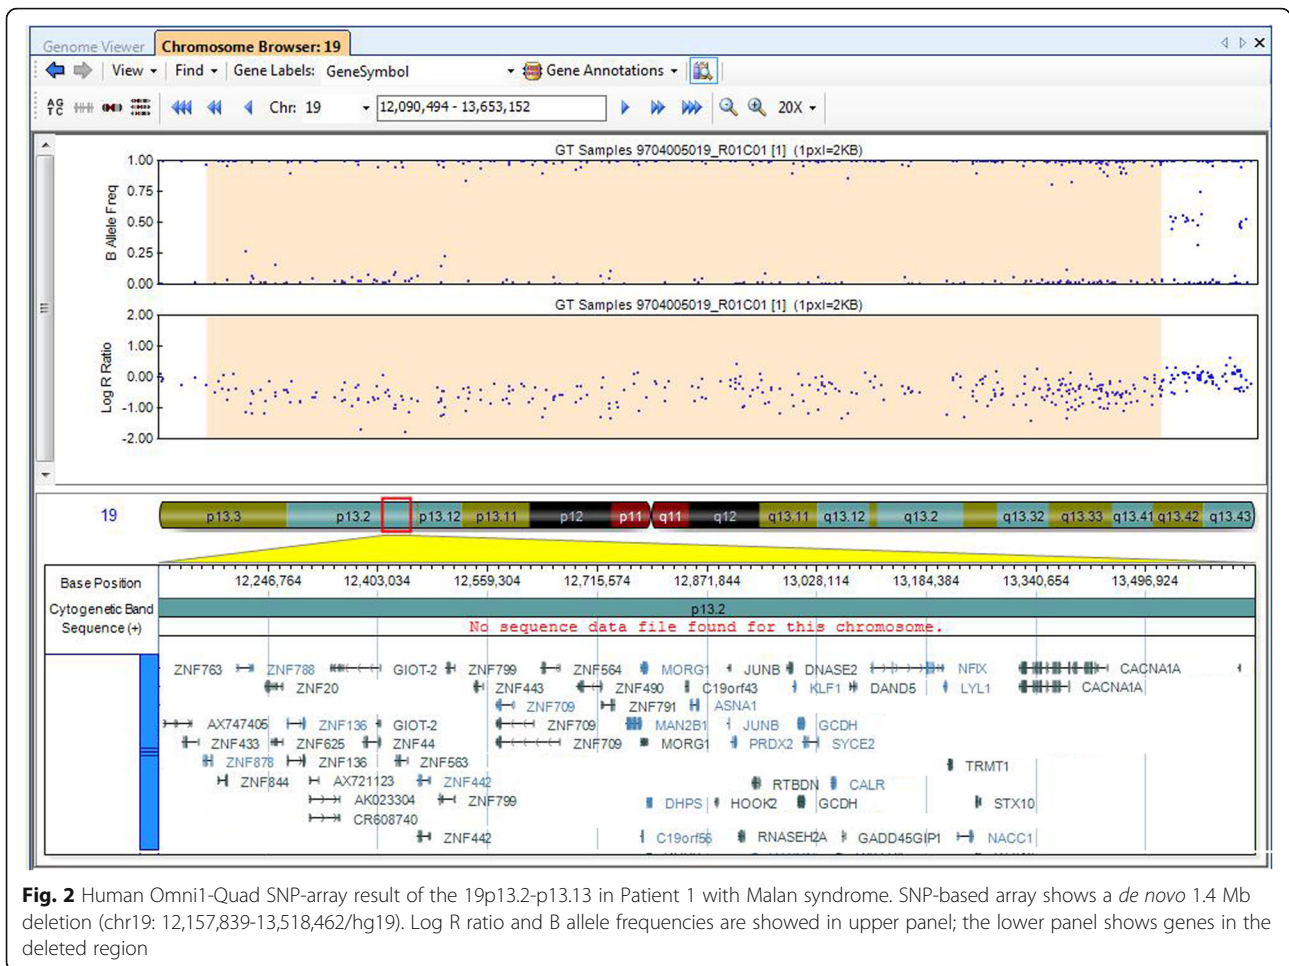 Genome Viewer Chromosome Browser: 19
View Find Gene Labels: GeneSymbol Gene Annotations
AG TC Chr: 19 12,090,494 - 13,653,152 20X
GT Samples 9704005019_R01C01 [1] (1pxl=2KB)
B Allele Freq
1.00
0.75
0.50
0.25
0.00
GT Samples 9704005019_R01C01 [1] (1pxl=2KB)
Log R Ratio
2.00
1.00
0.00
-1.00
-2.00
19 p13.3 p13.2 p13.12 p13.11 p12 p11 q11 q12 q13.11 q13.12 q13.2 q13.32 q13.33 q13.41 q13.42 q13.43
Base Position 12,246,764 12,403,034 12,559,304 12,715,574 12,871,844 13,028,114 13,184,384 13,340,654 13,496,924
Cytogenetic Band p13.2
Sequence (+) No sequence data file found for this chromosome.
ZNF763 ZNF788 GIOT-2 ZNF799 ZNF564 MORG1 JUNB DNASE2 NFIX CACNA1A
ZNF20 ZNF443 ZNF490 C19orf43 KLF1 DAND5 LYL1 CACNA1A
ZNF709 ZNF791 ASNA1
AX747405 ZNF136 GIOT-2 ZNF709 MAN2B1 JUNB GCDH
ZNF433 ZNF625 ZNF44 ZNF709 MORG1 PRDX2 SYCE2
ZNF878 ZNF136 ZNF563 TRMT1
ZNF844 AX721123 ZNF442 RTBDN CALR
AK023304 ZNF799 DHPS HOOK2 GCDH STX10
CR608740
ZNF442 C19orf56 RNASEH2A GADD45GIP1 NACC1
Fig. 2 Human Omni1-Quad SNP-array result of the 19p13.2-p13.13 in Patient 1 with Malan syndrome. SNP-based array shows a de novo 1.4 Mb
deletion (chr19: 12,157,839-13,518,462/hg19). Log R ratio and B allele frequencies are showed in upper panel; the lower panel shows genes in the
deleted region